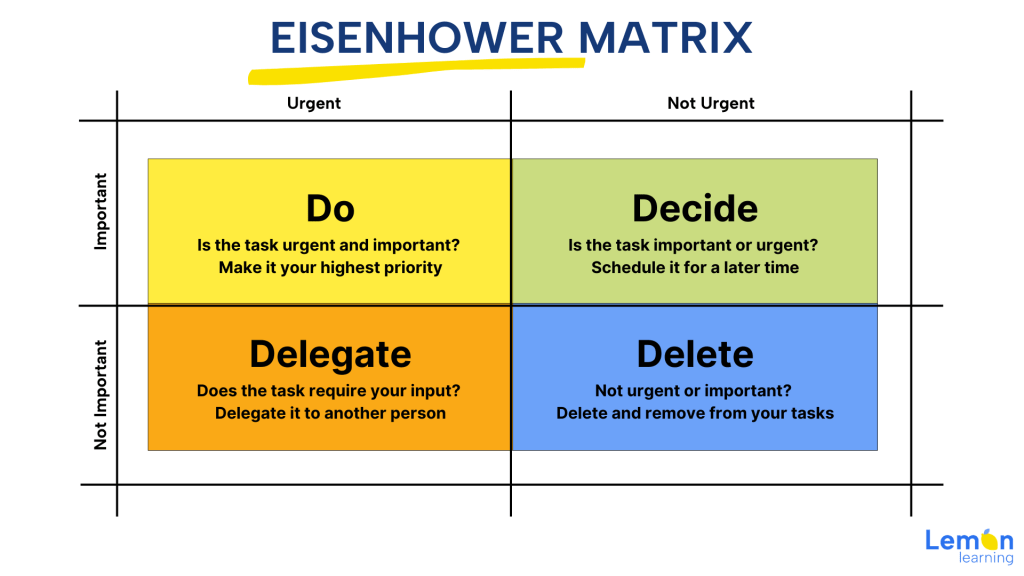 EISENHOWER MATRIX
Urgent
Not Urgent
Important
Do
Is the task urgent and important?
Make it your highest priority
Decide
Is the task important or urgent?
Schedule it for a later time
Not Important
Delegate
Does the task require your input?
Delegate it to another person
Delete
Not urgent or important?
Delete and remove from your tasks
Lemon
learning